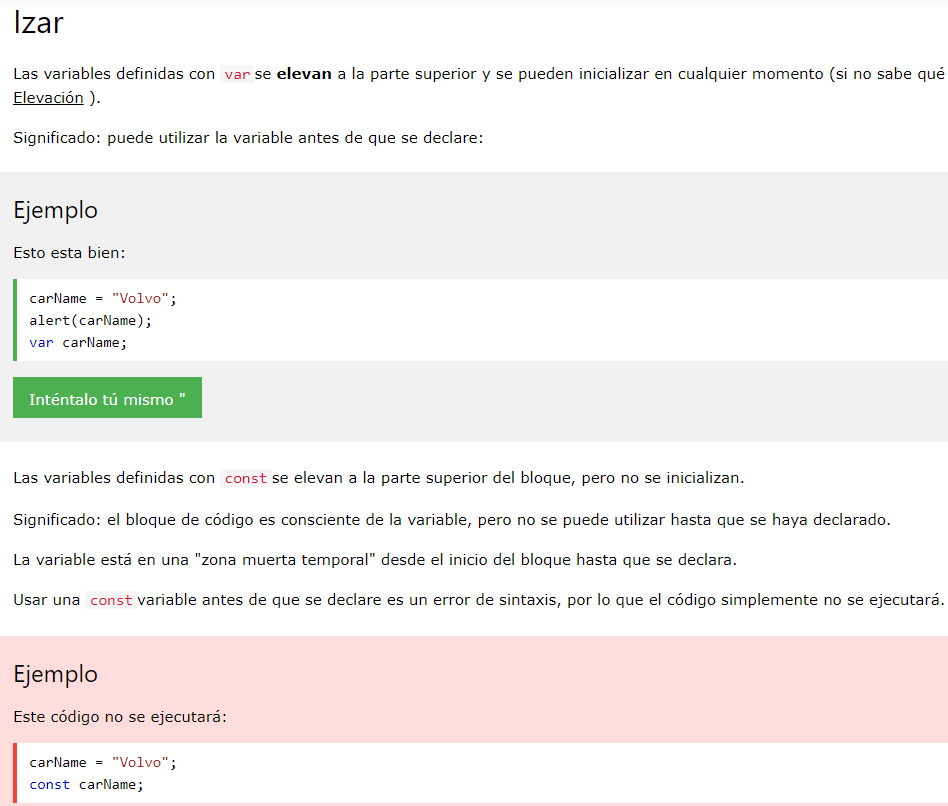 Izar
Las variables definidas con var se elevan a la parte superior y se pueden inicializar en cualquier momento (si no sabe qué
Elevación ).
Significado: puede utilizar la variable antes de que se declare:
Ejemplo
Esto esta bien:
carName = "Volvo";
alert(carName);
var carName;
Inténtalo tú mismo "
Las variables definidas con const se elevan a la parte superior del bloque, pero no se inicializan.
Significado: el bloque de código es consciente de la variable, pero no se puede utilizar hasta que se haya declarado.
La variable está en una "zona muerta temporal" desde el inicio del bloque hasta que se declara.
Usar una const variable antes de que se declare es un error de sintaxis, por lo que el código simplemente no se ejecutará.
Ejemplo
Este código no se ejecutará:
carName = "Volvo";
const carName;